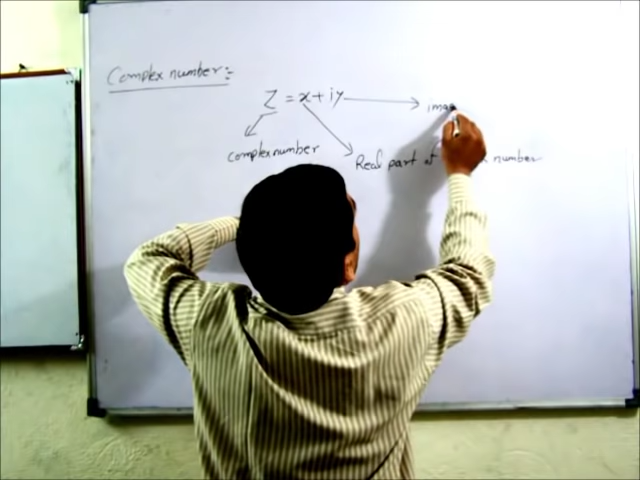 Complex number:
Z = x + iy → imag
complex number
Real part of number